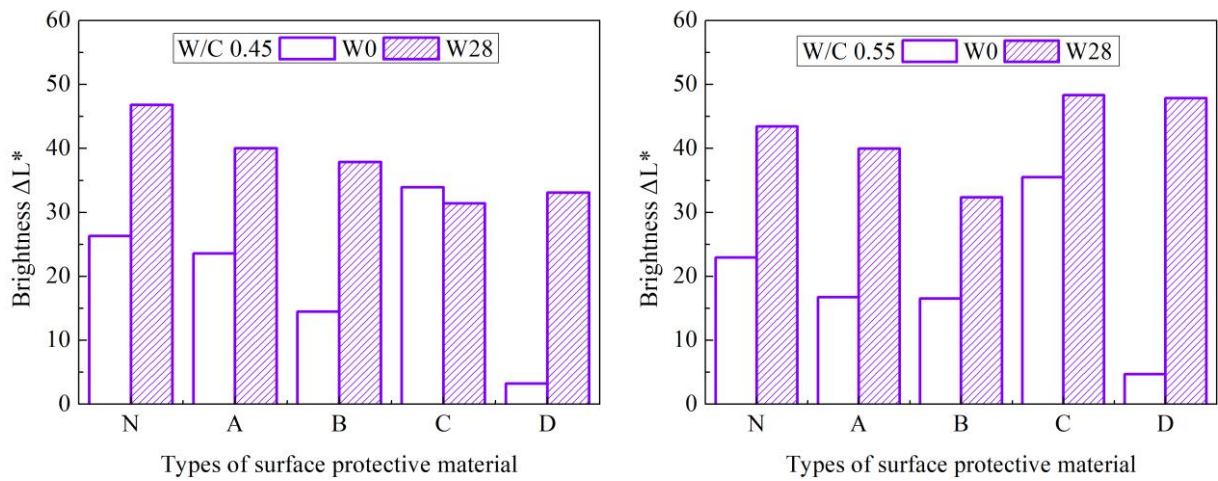 60
50
40
30
20
10
0
Brightness ΔL*
W/C 0.45 W0 W28
N A B C D
Types of surface protective material
60
50
40
30
20
10
0
Brightness ΔL*
W/C 0.55 W0 W28
N A B C D
Types of surface protective material